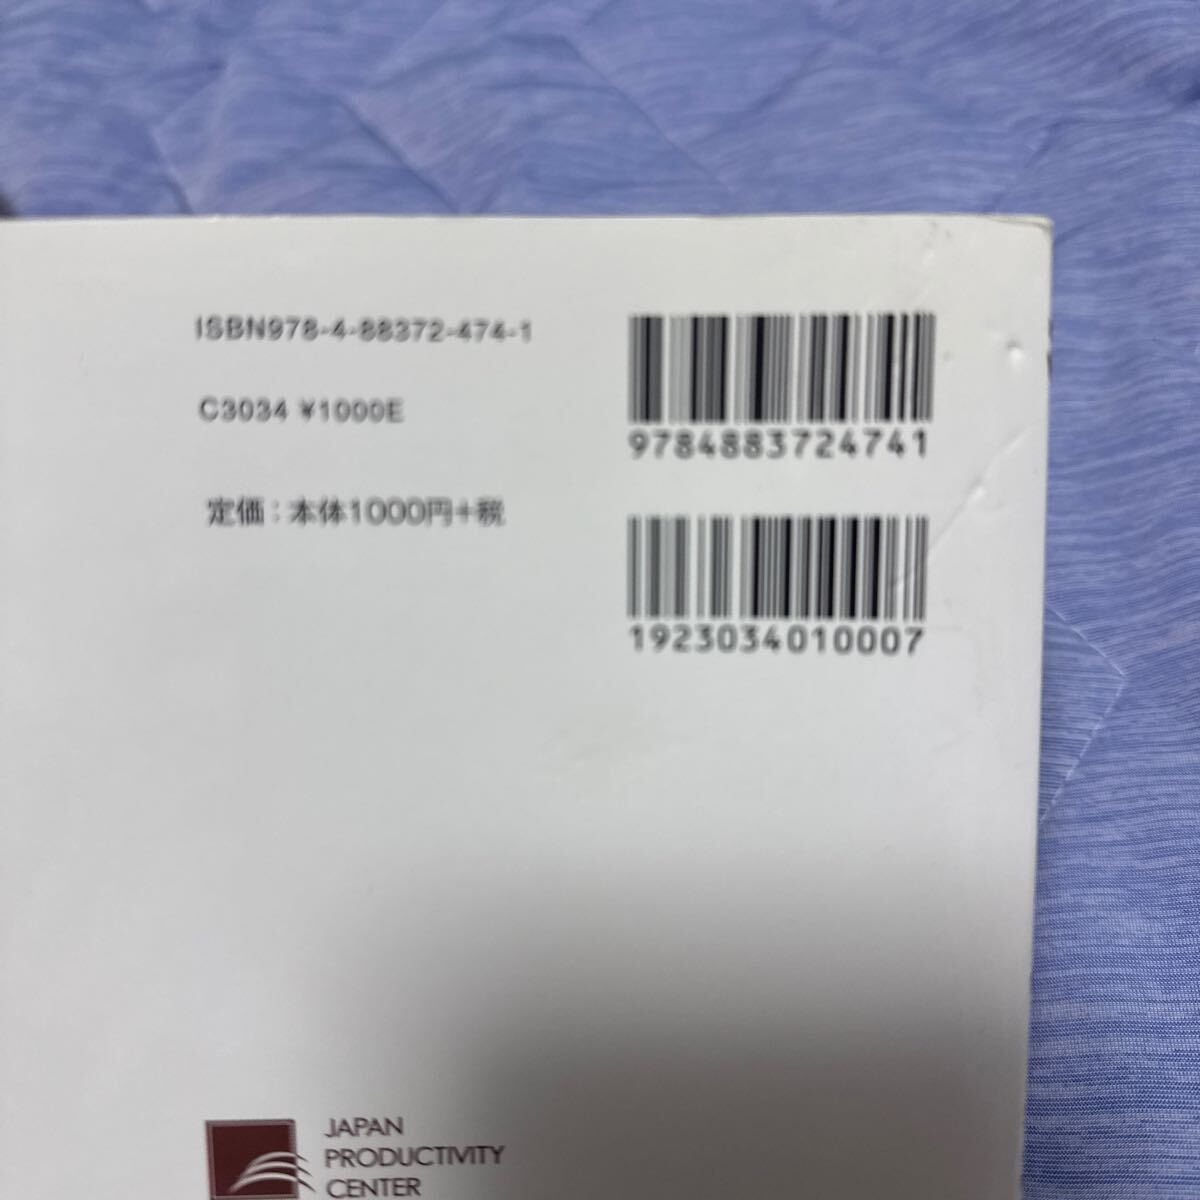 ISBN978-4-88372-474-1
C3034 ¥1000E
定価：本体1000円+税
9784883724741
1923034010007
JAPAN
PRODUCTIVITY
CENTER